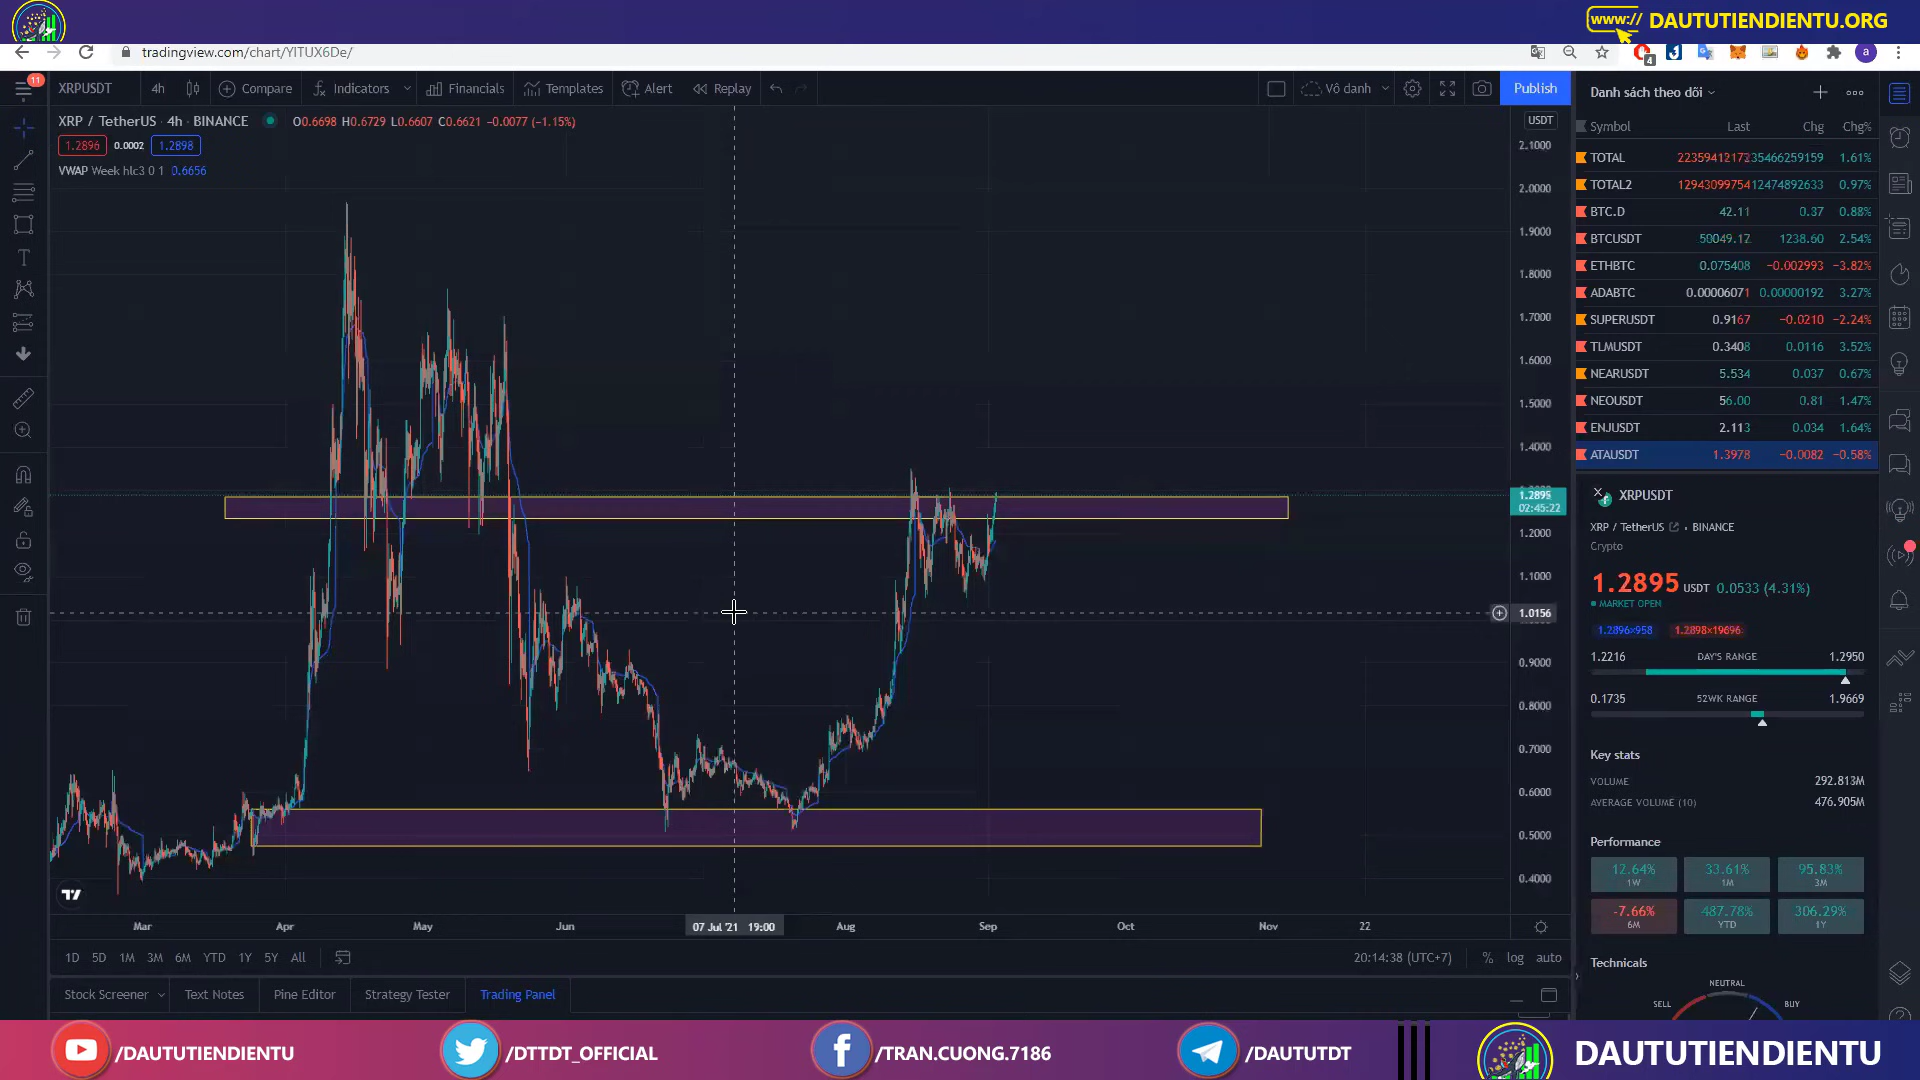 www:// DAUTUTIENDIENTU.ORG
tradingview.com/chart/YITUX6De/
4
a
11
XRPUSDT 4h Compare Indicators Financials Templates Alert Replay Vô danh Publish
XRP / TetherUS · 4h · BINANCE O0.6698 H0.6729 L0.6607 C0.6621 −0.0077 (−1.15%)
1.2896 0.0002 1.2898
VWAP Week hlc3 0 1 0.6656
USDT
2.1000
2.0000
1.9000
1.8000
1.7000
1.6000
1.5000
1.4000
1.2895
02:45:22
1.2000
1.1000
1.0156
0.9000
0.8000
0.7000
0.6000
0.5000
0.4000
Mar Apr May Jun 07 Jul '21 19:00 Aug Sep Oct Nov 22
1D 5D 1M 3M 6M YTD 1Y 5Y All 20:14:38 (UTC+7) % log auto
Stock Screener Text Notes Pine Editor Strategy Tester Trading Panel
Danh sách theo dõi
Symbol Last Chg Chg%
TOTAL 1.61%
TOTAL2 12943099754 12474892633 0.97%
BTC.D 42.11 0.37 0.88%
BTCUSDT 50049.17 1238.60 2.54%
ETHBTC 0.075408 −0.002993 −3.82%
ADABTC 0.00006071 0.00000192 3.27%
SUPERUSDT 0.9167 −0.0210 −2.24%
TLMUSDT 0.3408 0.0116 3.52%
NEARUSDT 5.534 0.037 0.67%
NEOUSDT 56.00 0.81 1.47%
ENJUSDT 2.113 0.034 1.64%
ATAUSDT 1.3978 −0.0082 −0.58%
XRPUSDT
XRP / TetherUS • BINANCE
Crypto
1.2895 USDT 0.0533 (4.31%)
MARKET OPEN
1.2896×958 1.2898×19696
1.2216 DAY'S RANGE 1.2950
0.1735 52WK RANGE 1.9669
Key stats
VOLUME 292.813M
AVERAGE VOLUME (10) 476.905M
Performance
12.64% 33.61% 95.83%
1W 1M 3M
-7.66% 487.78% 306.29%
6M YTD 1Y
Technicals
NEUTRAL
SELL BUY
/DAUTUTIENDIENTU /DTTDT_OFFICIAL /TRAN.CUONG.7186 /DAUTUTDT DAUTUTIENDIENTU